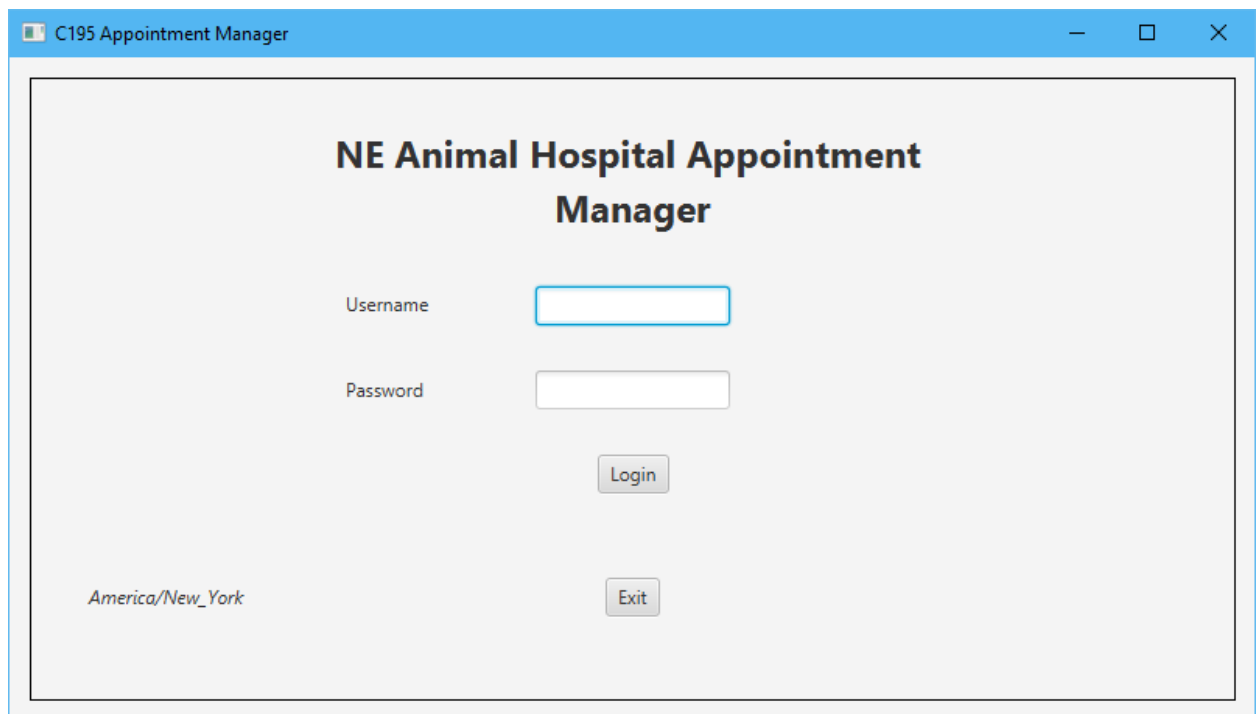 C195 Appointment Manager
NE Animal Hospital Appointment
Manager
Username
Password
Login
America/New_York
Exit